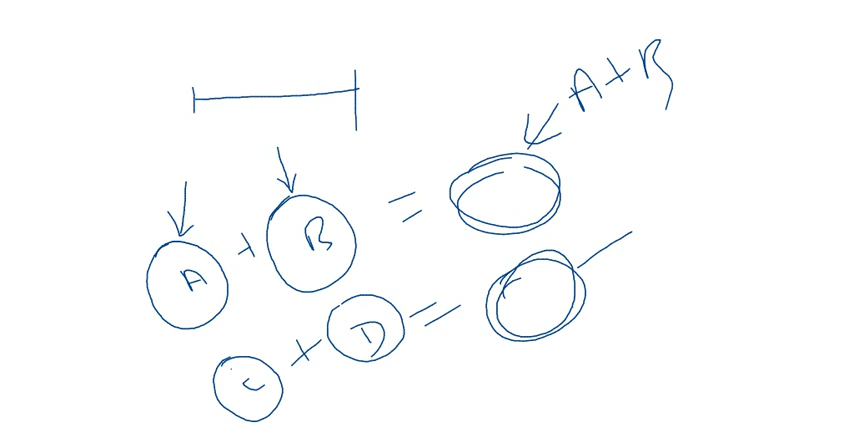 A + B
A + B =
C + D =